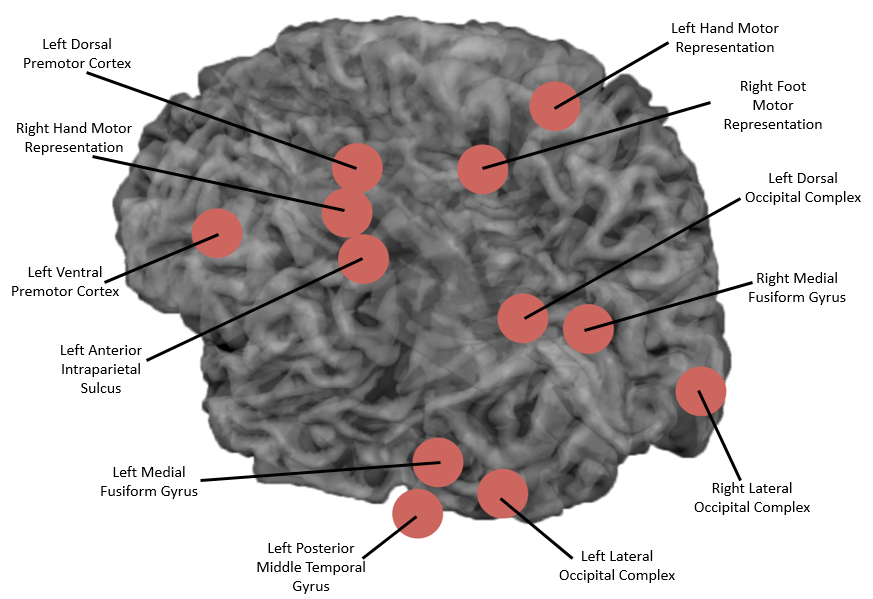 Left Dorsal
Premotor Cortex
Right Hand Motor
Representation
Left Ventral
Premotor Cortex
Left Anterior
Intraparietal
Sulcus
Left Medial
Fusiform Gyrus
Left Posterior
Middle Temporal
Gyrus
Left Hand Motor
Representation
Right Foot
Motor
Representation
Left Dorsal
Occipital Complex
Right Medial
Fusiform Gyrus
Right Lateral
Occipital Complex
Left Lateral
Occipital Complex